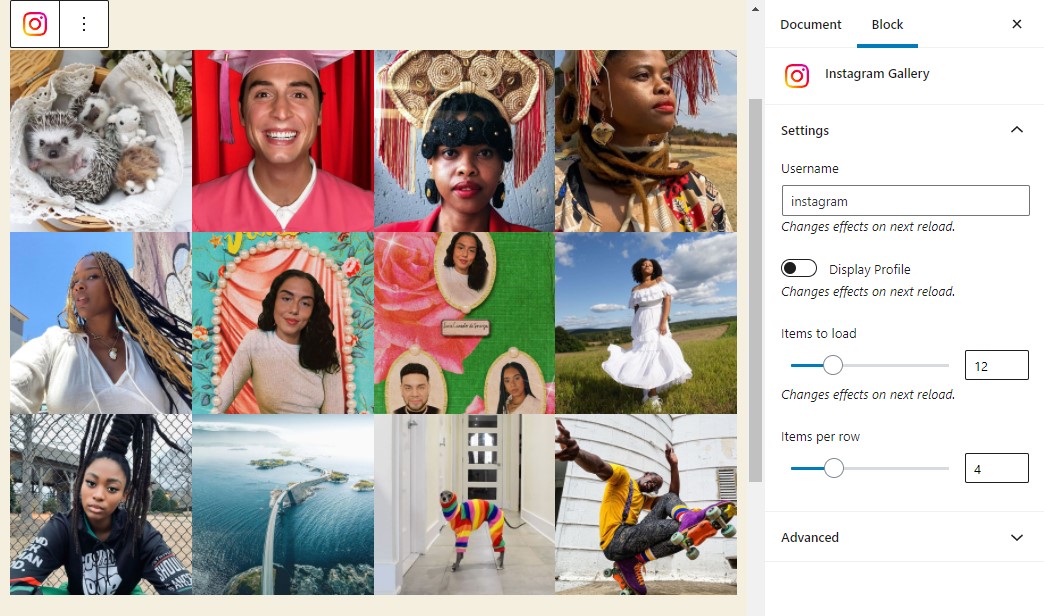 Document
Block
Instagram Gallery
Settings
Username
instagram
Changes effects on next reload.
Display Profile
Changes effects on next reload.
Items to load
12
Changes effects on next reload.
Items per row
4
Advanced